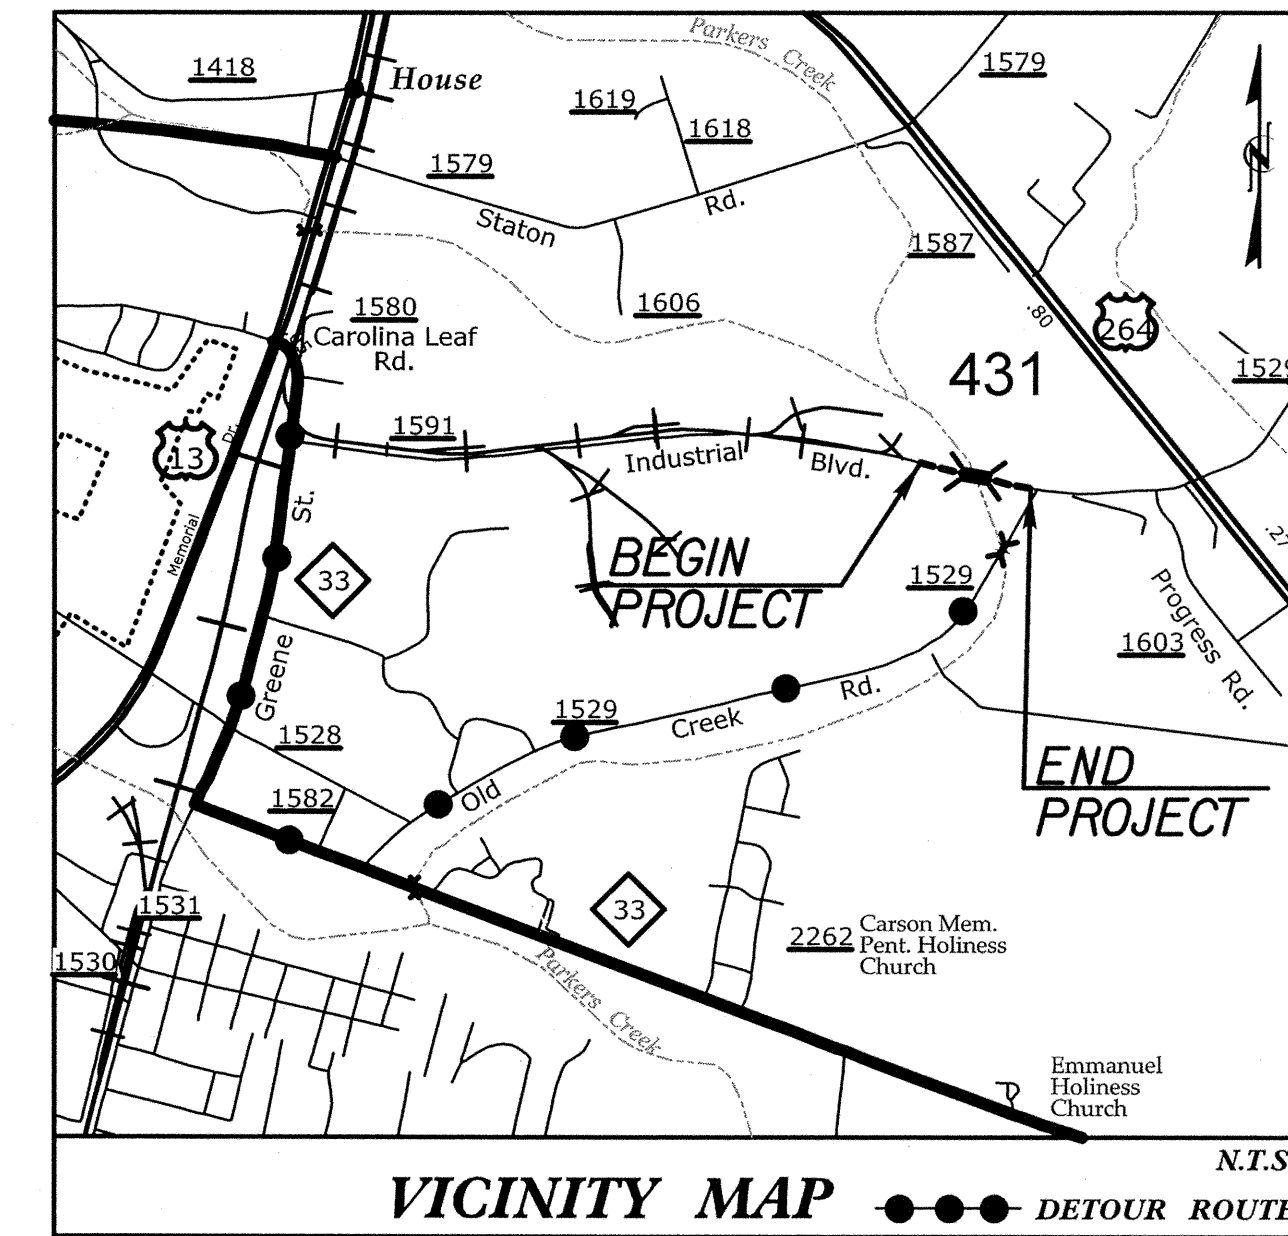 Parkers Creek
1418
House
1579
1619
1618
1579
Staton Rd.
1587
1606
1580
Carolina Leaf
Rd.
.80
264
431
1529
13
Dr.
1591
Industrial Blvd.
St.
Memorial
33
BEGIN
PROJECT
1529
.27
Progress Rd.
1603
Greene
1529
Creek Rd.
1528
END
PROJECT
1582
Old
33
1531
2262
Carson Mem.
Pent. Holiness
Church
1530
Parkers Creek
Emmanuel
Holiness
Church
N.T.S
VICINITY MAP
DETOUR ROUTE
N